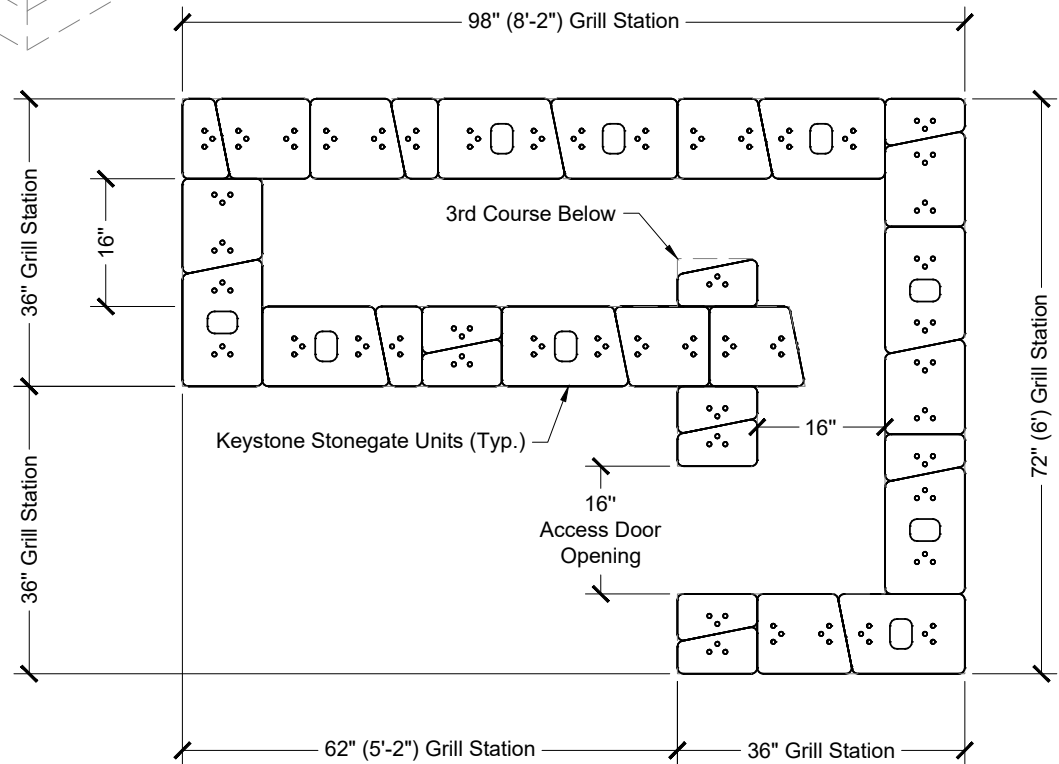 98" (8'-2") Grill Station
36" Grill Station
16"
3rd Course Below
72" (6') Grill Station
Keystone Stonegate Units (Typ.)
16"
36" Grill Station
16"
Access Door
Opening
62" (5'-2") Grill Station
36" Grill Station